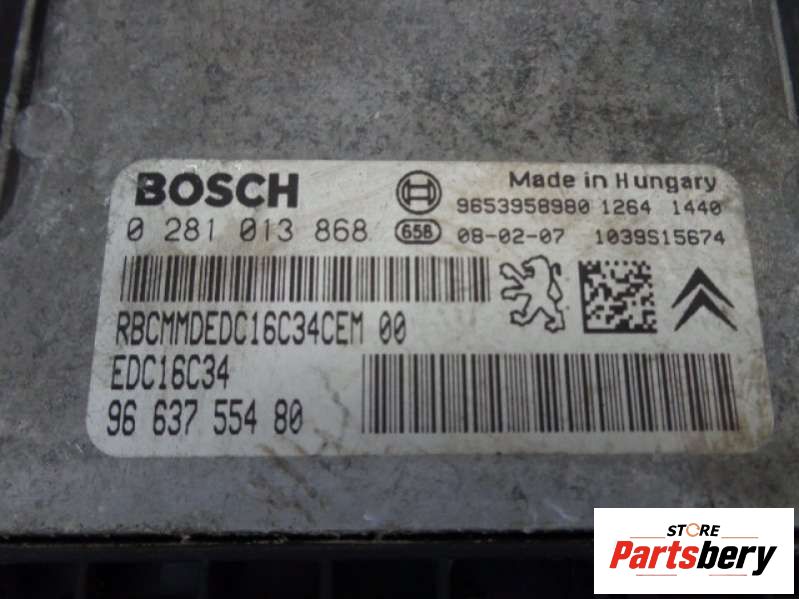 BOSCH
Made in Hungary
9653958980 1264 1440
0 281 013 868
658
08-02-07 1039S15674
RBCMMDEDC16C34CEM 00
EDC16C34
96 637 554 80
STORE
Partsbery